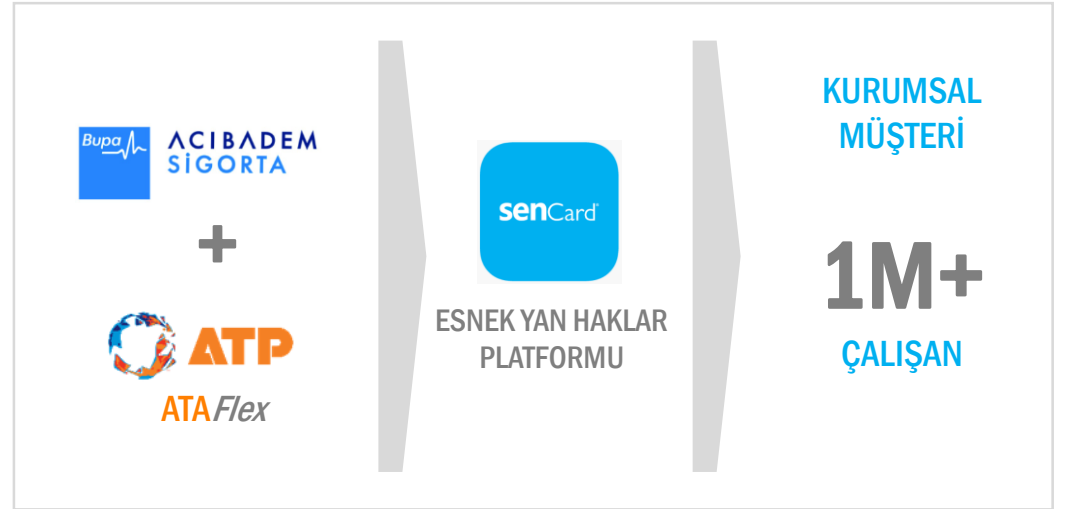 Bupa
ACIBADEM
SİGORTA
+
ATP
ATAFlex
senCard
ESNEK YAN HAKLAR
PLATFORMU
KURUMSAL
MÜŞTERİ
1M+
ÇALIŞAN